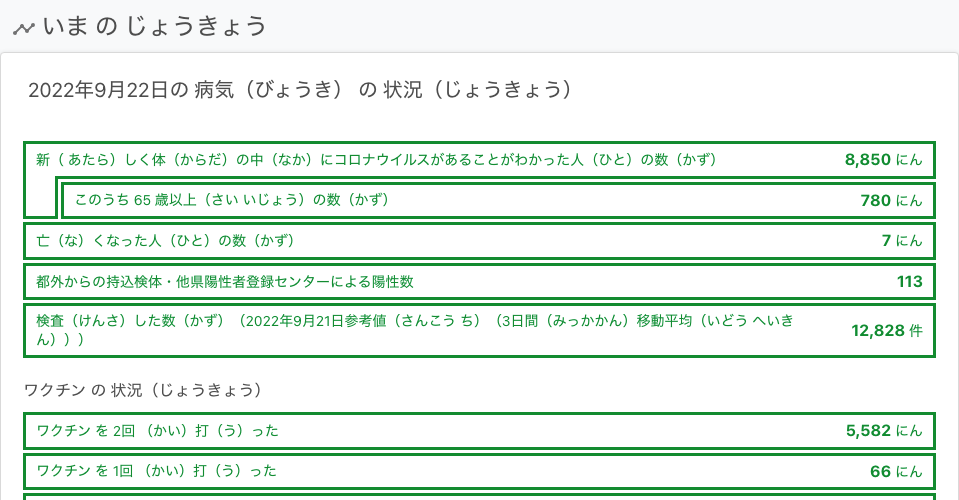 いま の じょうきょう
2022年9月22日の 病気（びょうき） の 状況（じょうきょう）
新（ あたら）しく体（からだ）の中（なか）にコロナウイルスがあることがわかった人（ひと）の数（かず） 8,850 にん
このうち 65 歳以上（さい いじょう）の数（かず） 780 にん
亡（な）くなった人（ひと）の数（かず） 7 にん
都外からの持込検体・他県陽性者登録センターによる陽性数 113
検査（けんさ）した数（かず）（2022年9月21日参考値（さんこう ち）（3日間（みっかかん）移動平均（いどう へいき
ん））） 12,828 件
ワクチン の 状況（じょうきょう）
ワクチン を 2回 （かい）打（う）った 5,582 にん
ワクチン を 1回 （かい）打（う）った 66 にん